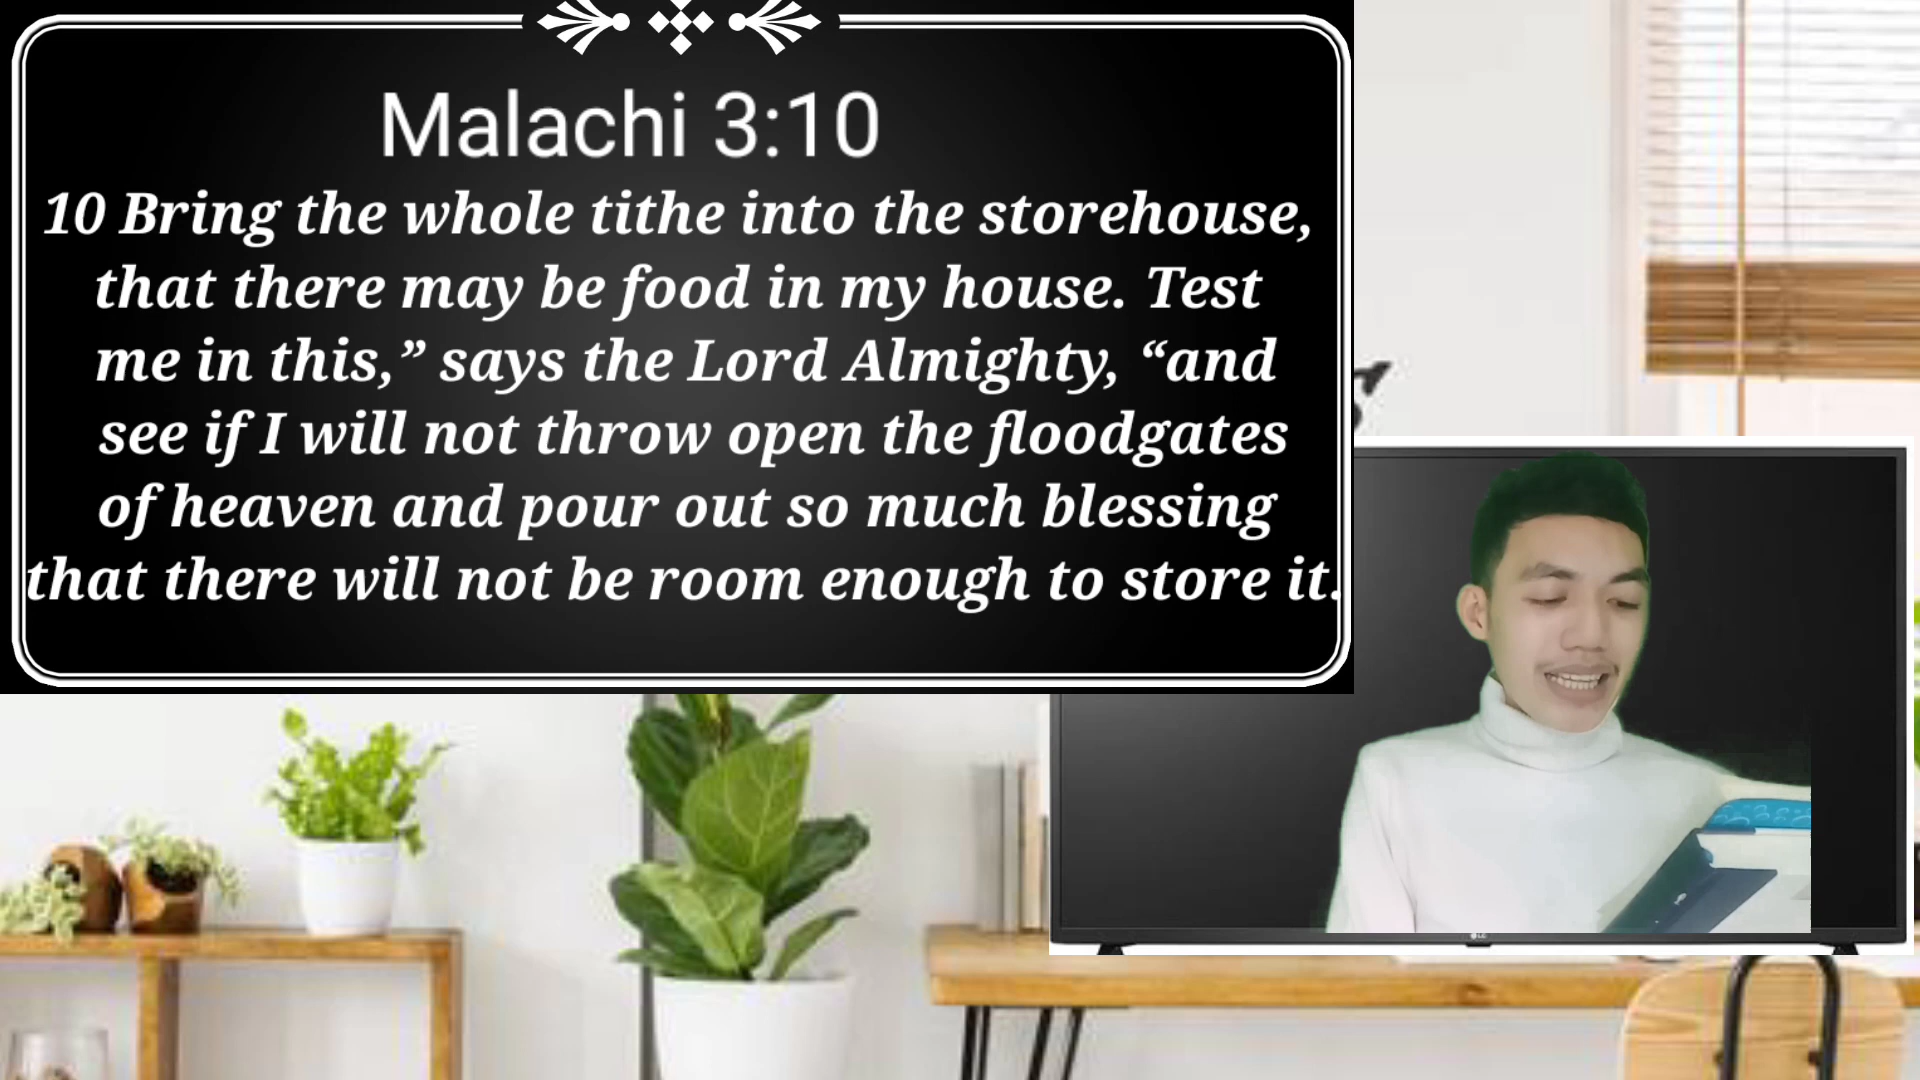 Malachi 3:10
10 Bring the whole tithe into the storehouse,
that there may be food in my house. Test
me in this,” says the Lord Almighty, “and
see if I will not throw open the floodgates
of heaven and pour out so much blessing
that there will not be room enough to store it.
LG